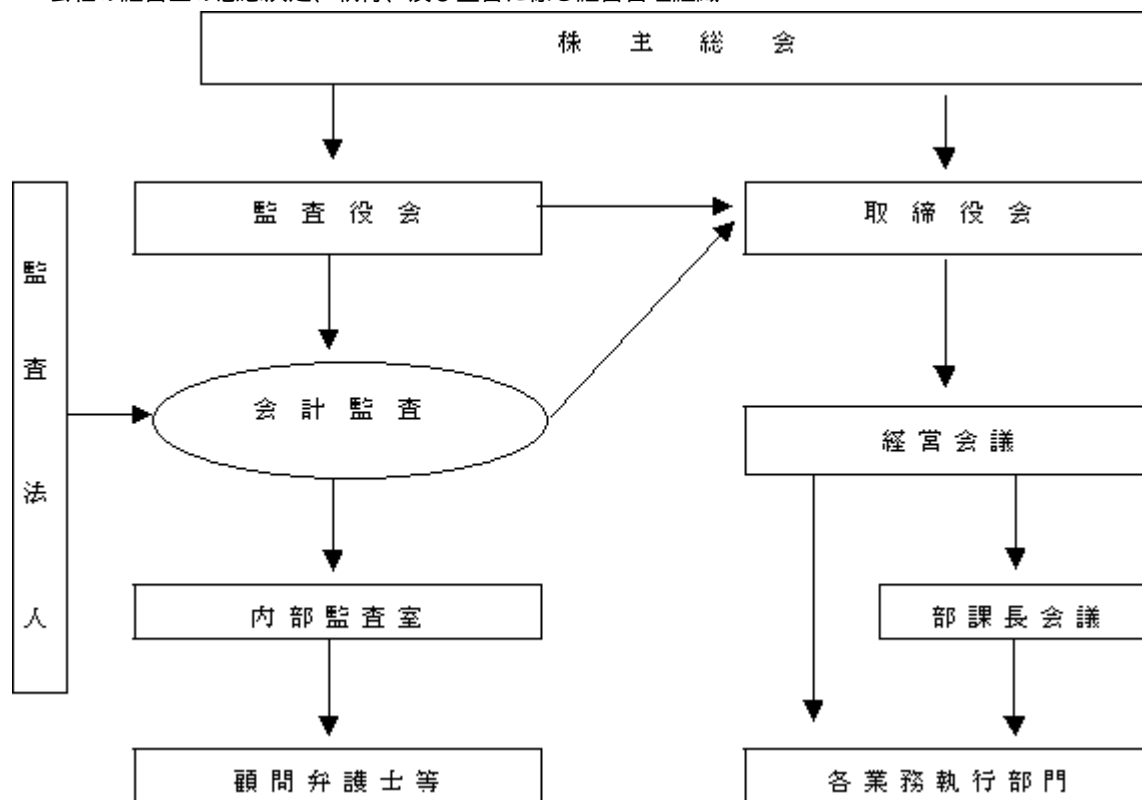 株主総会
監査役会
取締役会
監査法人
会計監査
経営会議
内部監査室
部課長会議
顧問弁護士等
各業務執行部門